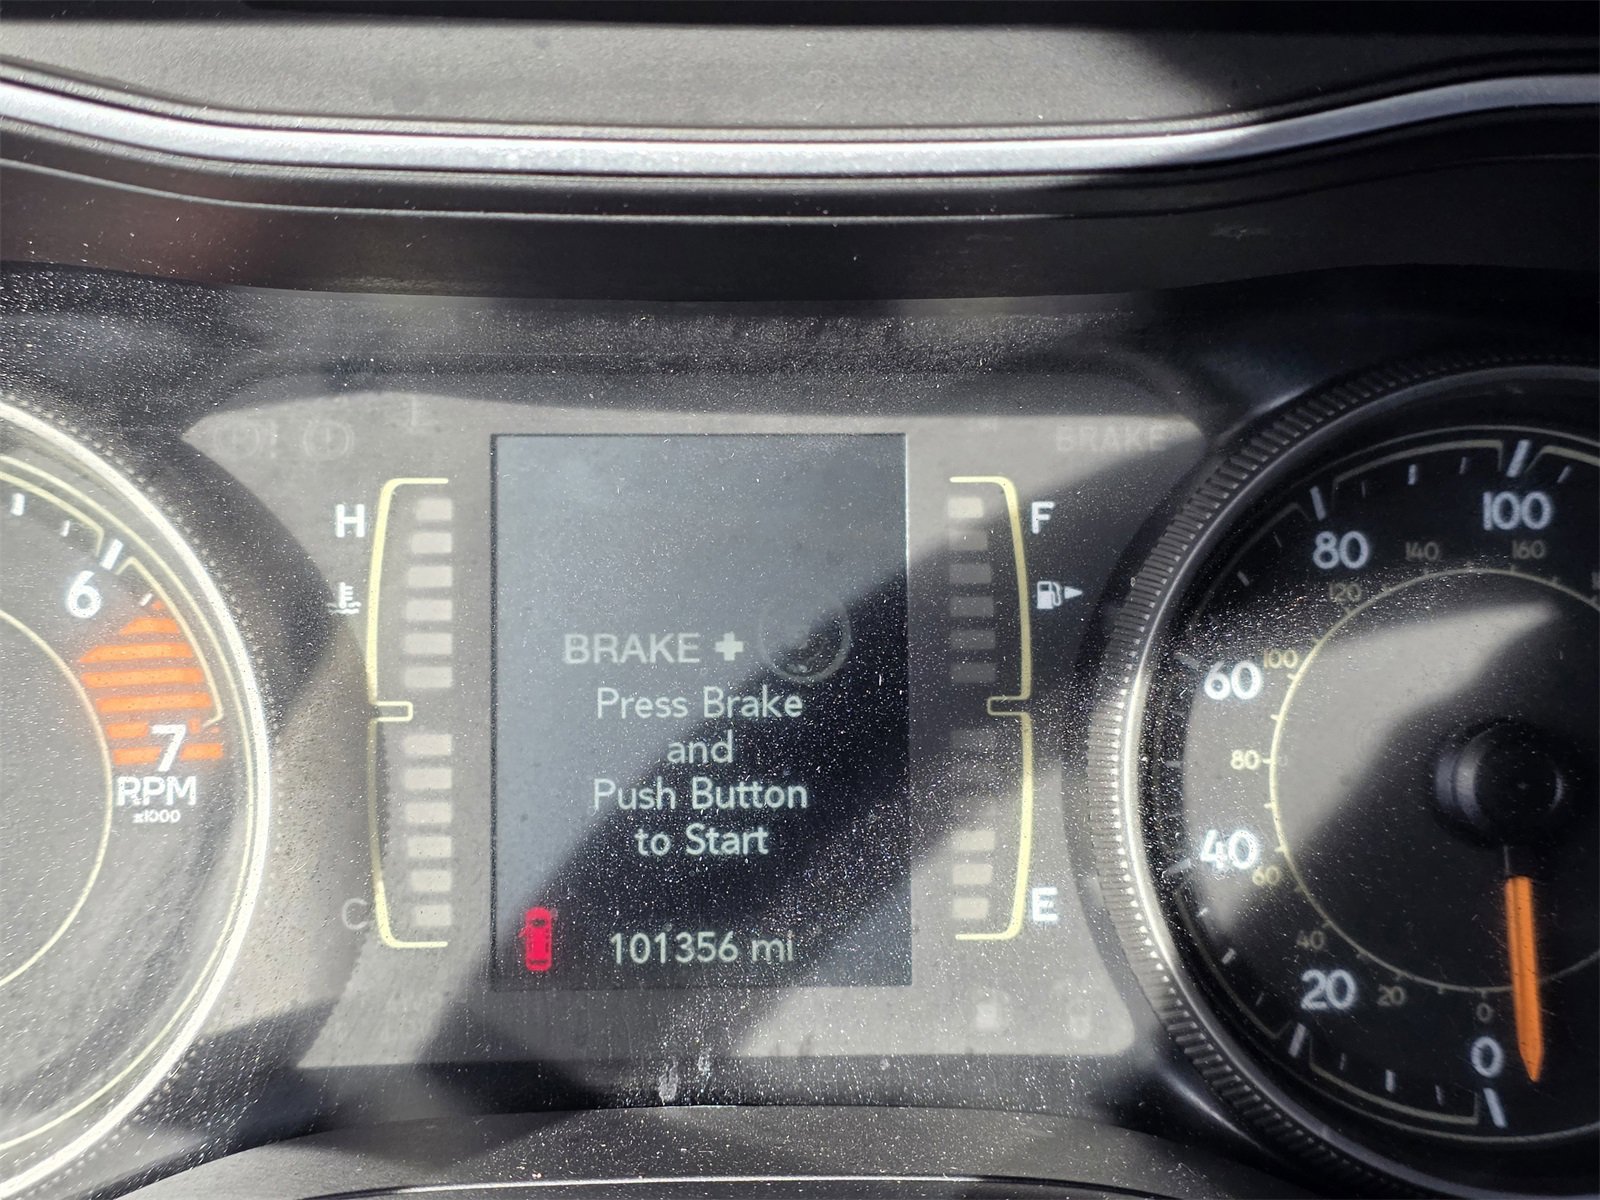 BRAKE
H
F
C
E
BRAKE +
Press Brake
and
Push Button
to Start
101356 mi
6
7
RPM
x1000
100
80
60
40
20
0
160
140
120
100
80
60
40
20
0